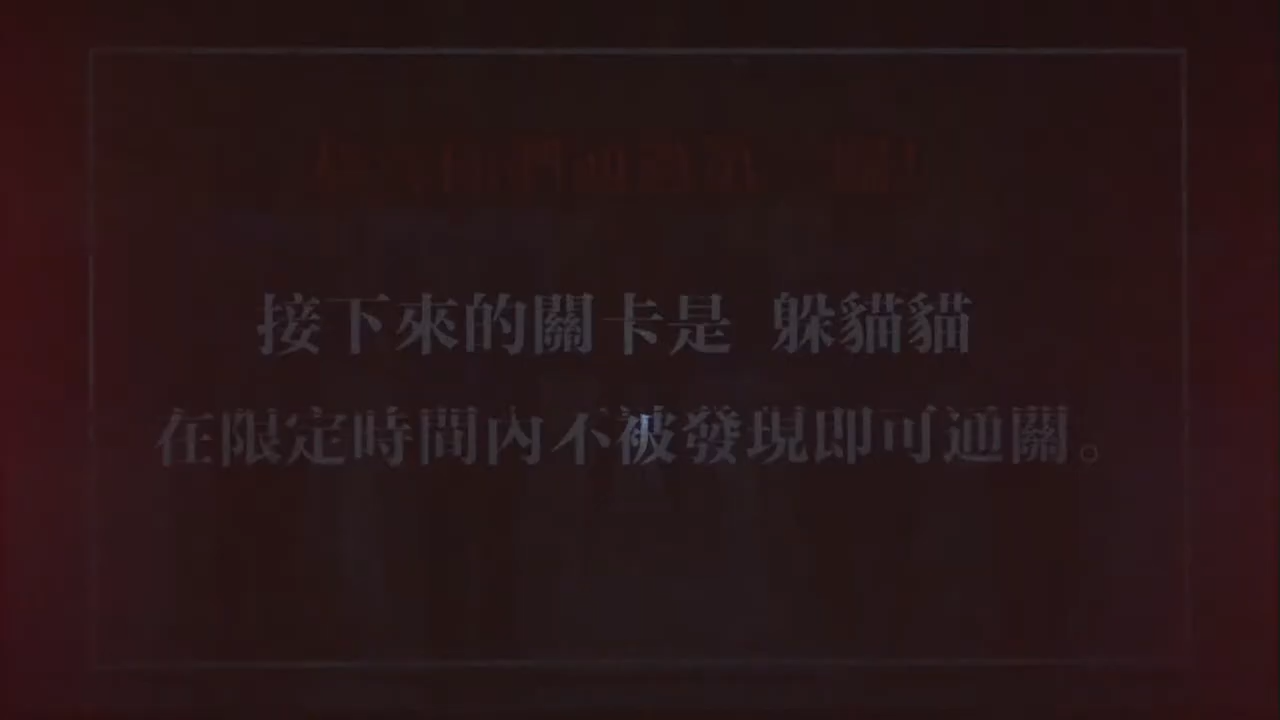 接下來的關卡是 躲貓貓
在限定時間內不被發現即可通關。